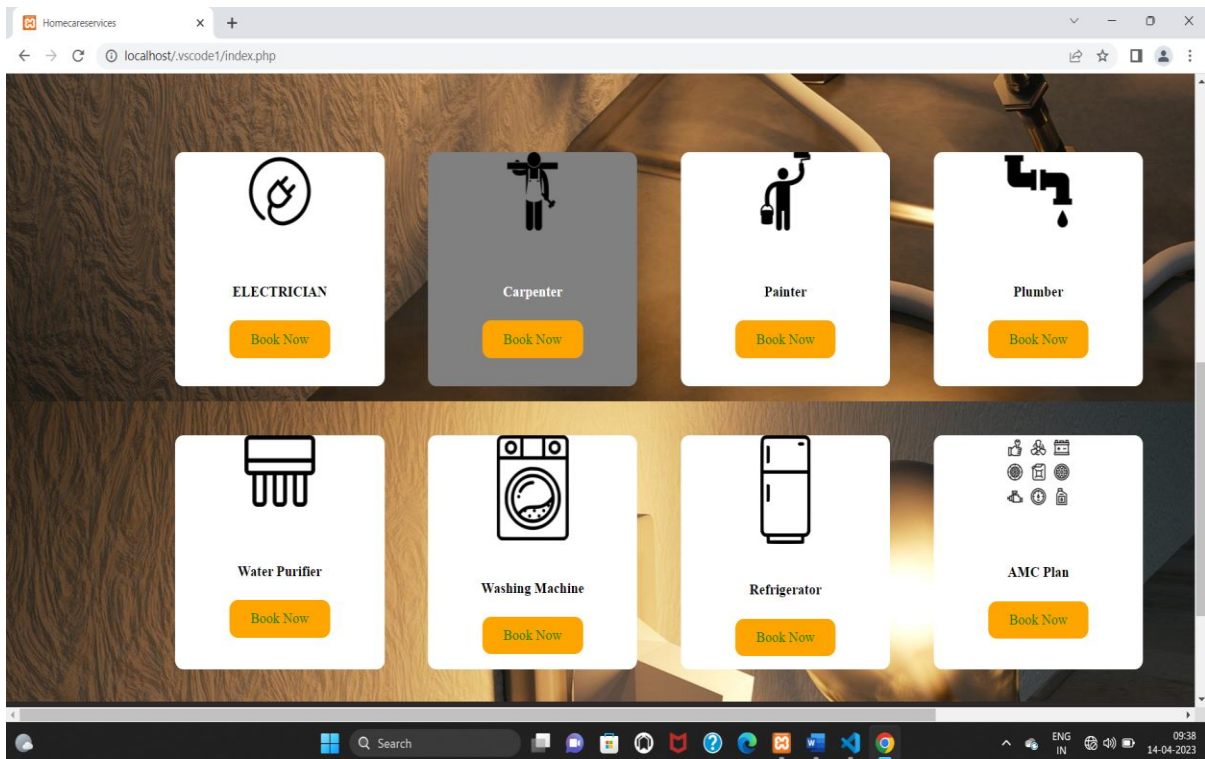 Homecareservices
localhost/.vscode1/index.php
ELECTRICIAN
Carpenter
Painter
Plumber
Book Now
Book Now
Book Now
Book Now
Water Purifier
Washing Machine
Refrigerator
AMC Plan
Book Now
Book Now
Book Now
Book Now
Search
ENG
IN
09:38
14-04-2023